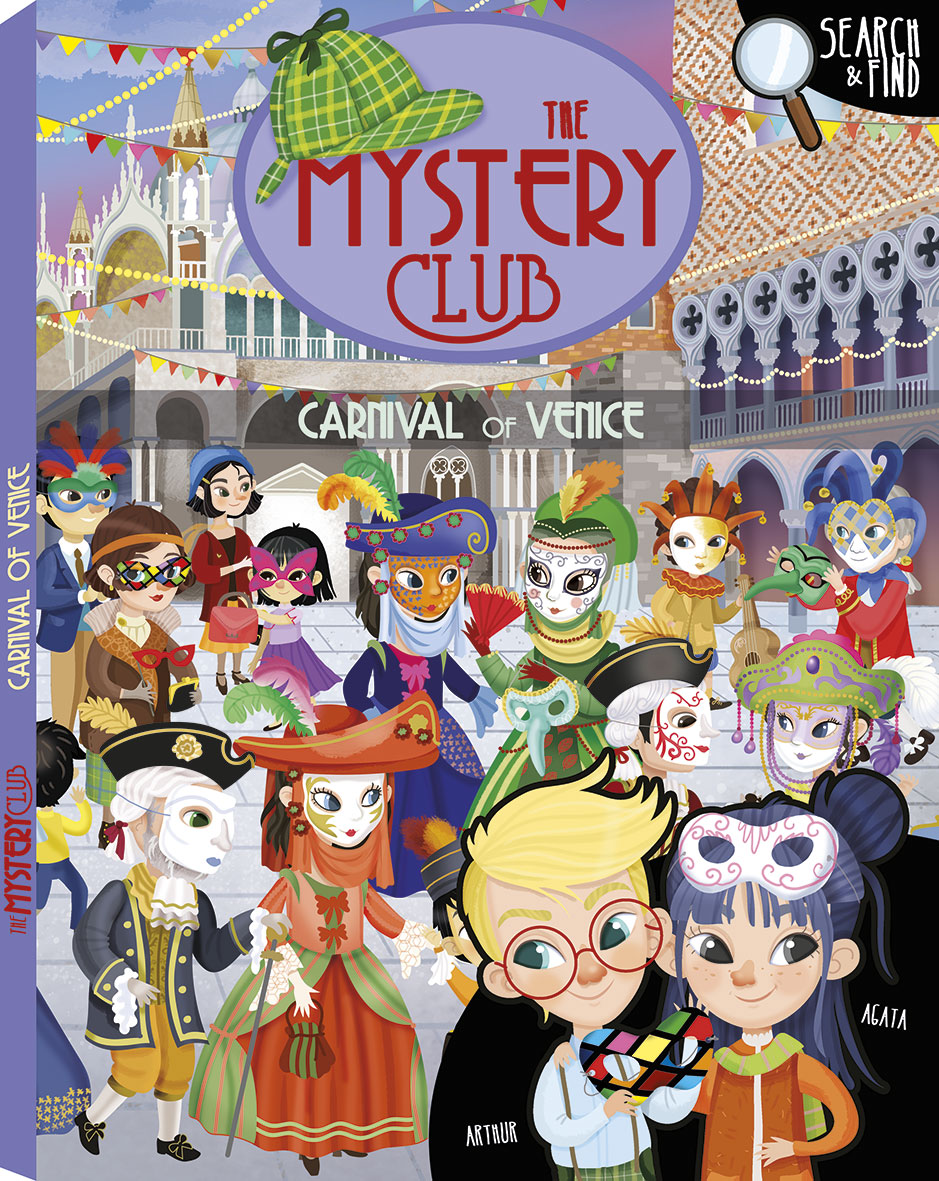 SEARCH
& FIND
THE
MYSTERY
CLUB
CARNIVAL OF VENICE
CARNIVAL OF VENICE
THE MYSTERY CLUB
AGATA
ARTHUR